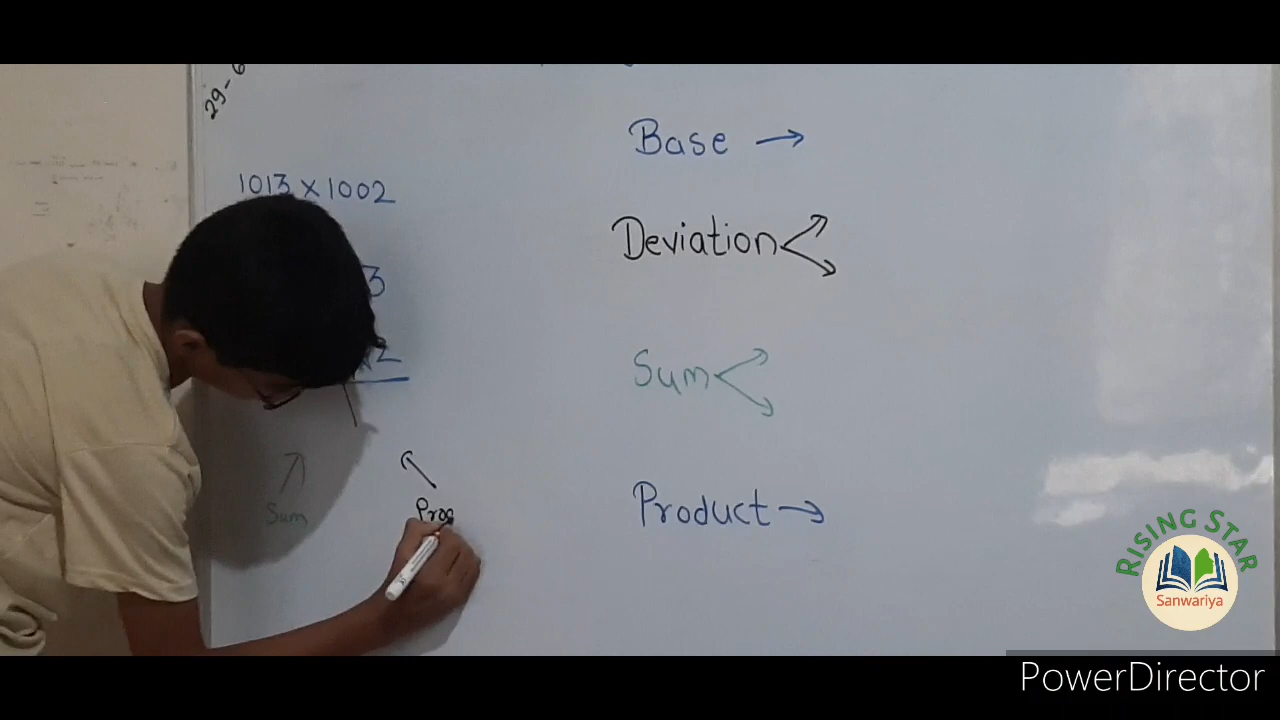 29-6
1013 x 1002
3
2
Sum
Pro
Base →
Deviation
Sum
Product →
RISING STAR
Sanwariya
PowerDirector